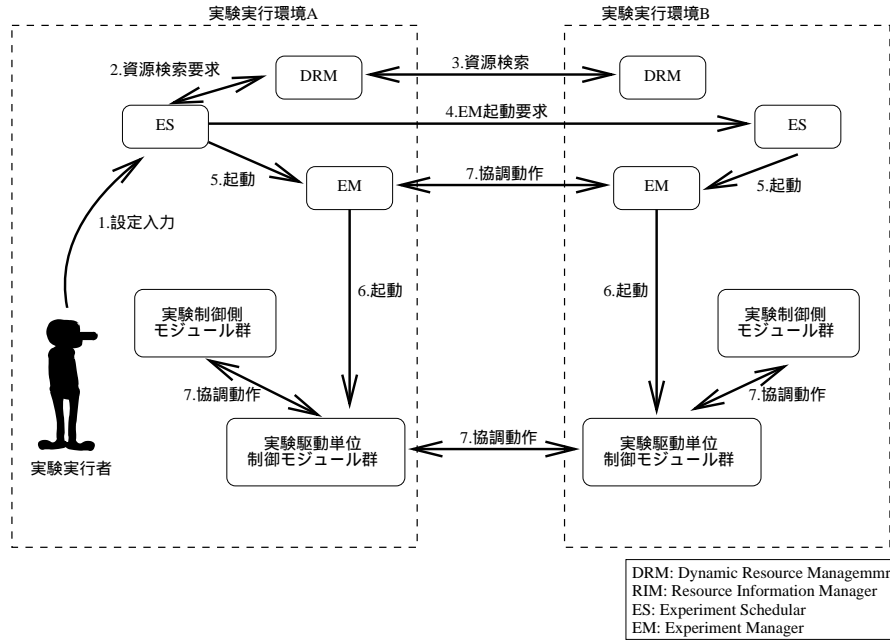 実験実行環境A
実験実行環境B
2.資源検索要求
DRM
3.資源検索
DRM
ES
4.EM起動要求
ES
5.起動
EM
7.協調動作
EM
5.起動
1.設定入力
6.起動
6.起動
実験制御側
モジュール群
実験制御側
モジュール群
7.協調動作
7.協調動作
実験駆動単位
制御モジュール群
7.協調動作
実験駆動単位
制御モジュール群
実験実行者
DRM: Dynamic Resource Managemmr
RIM: Resource Information Manager
ES: Experiment Schedular
EM: Experiment Manager